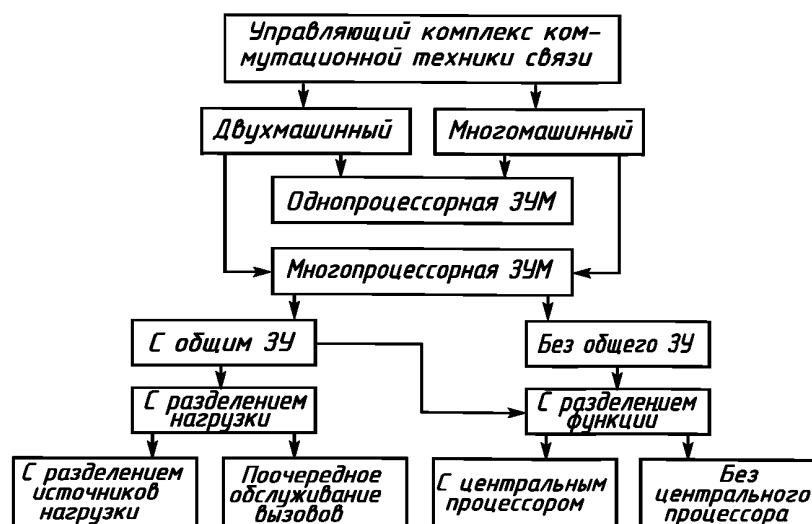 Управляющий комплекс ком-
мутационной техники связи
Двухмашинный
Многомашинный
Однопроцессорная ЭУМ
Многопроцессорная ЭУМ
С общим ЗУ
Без общего ЗУ
С разделением
нагрузки
С разделением
функции
С разделением
источников
нагрузки
Поочередное
обслуживание
вызовов
С центральным
процессором
Без
центрального
процессора